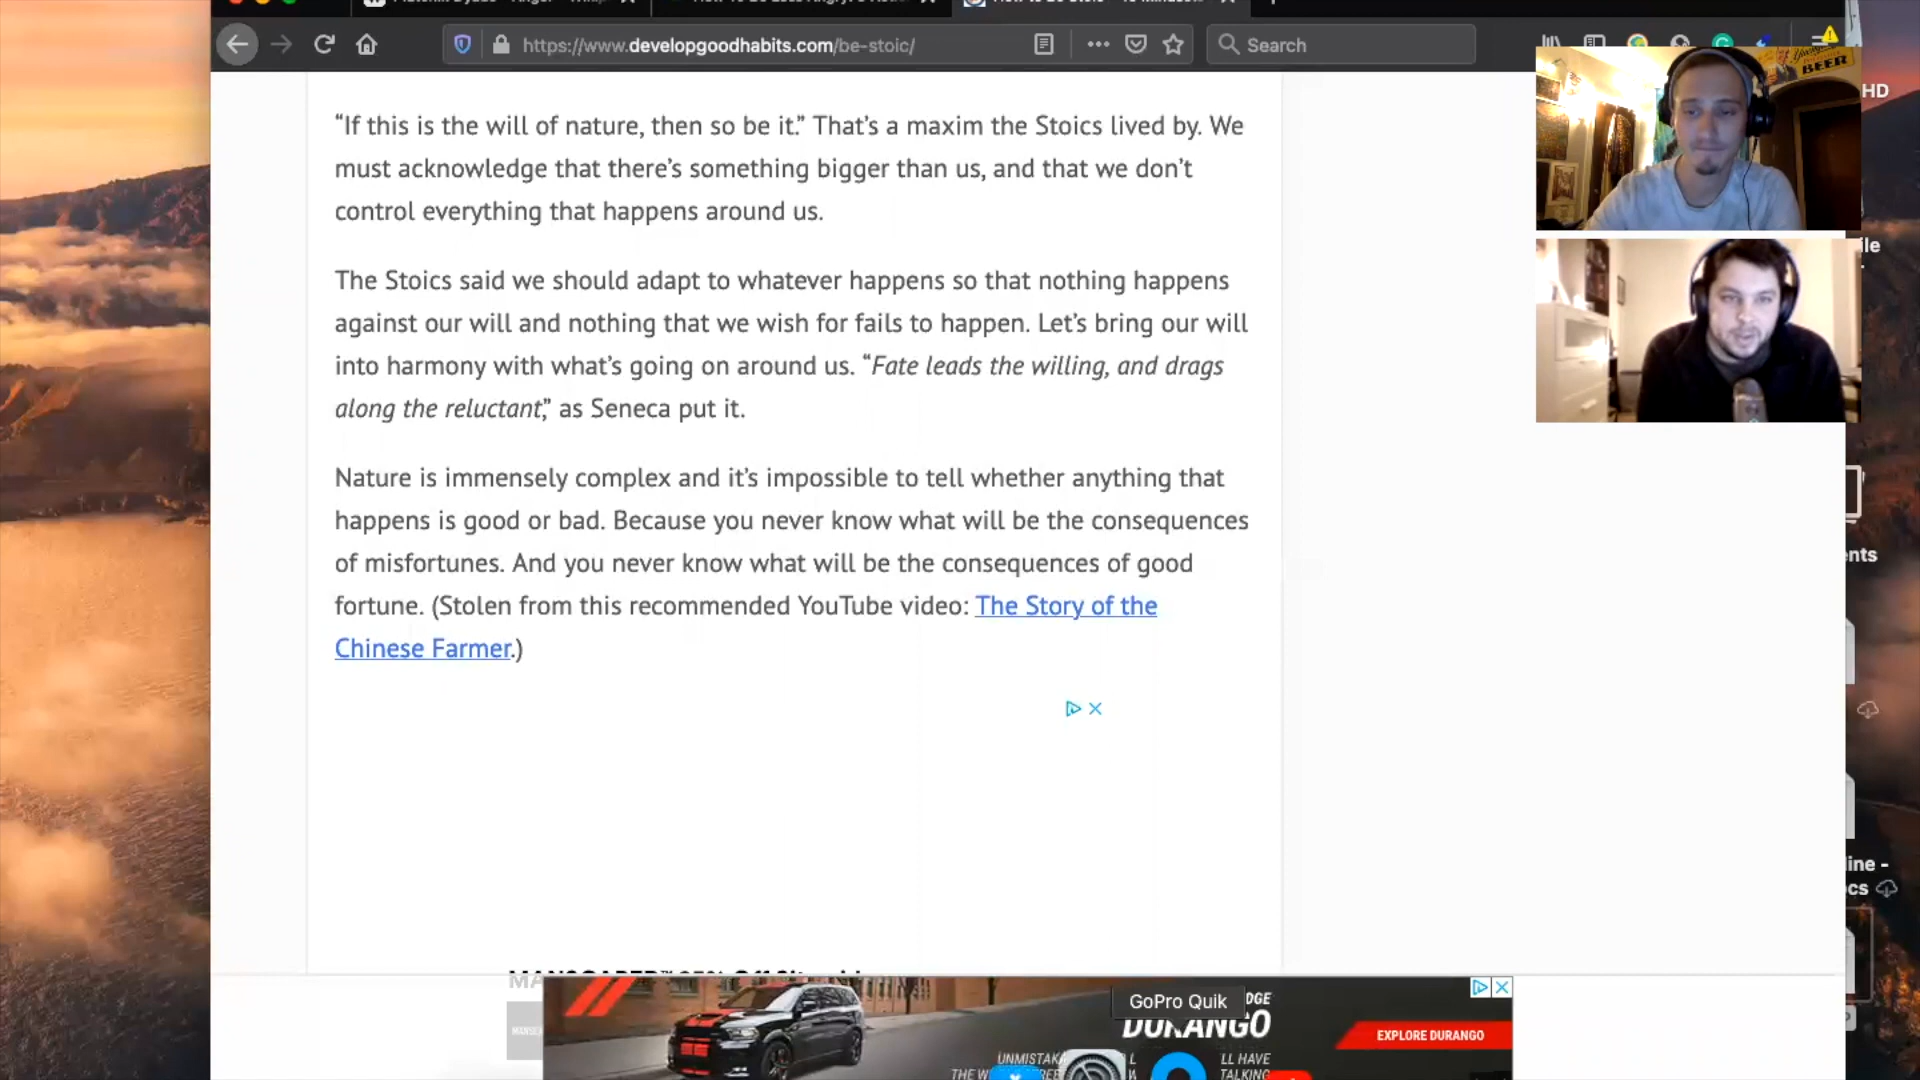 https://www.developgoodhabits.com/be-stoic/
Search
BEER
HD
“If this is the will of nature, then so be it.” That’s a maxim the Stoics lived by. We
must acknowledge that there’s something bigger than us, and that we don’t
control everything that happens around us.
The Stoics said we should adapt to whatever happens so that nothing happens
against our will and nothing that we wish for fails to happen. Let’s bring our will
into harmony with what’s going on around us. “Fate leads the willing, and drags
along the reluctant,” as Seneca put it.
Nature is immensely complex and it’s impossible to tell whether anything that
happens is good or bad. Because you never know what will be the consequences
of misfortunes. And you never know what will be the consequences of good
fortune. (Stolen from this recommended YouTube video: The Story of the
Chinese Farmer.)
ile
nts
line -
ocs
GoPro Quik
DGE
DURANGO
EXPLORE DURANGO
LL HAVE
TALKING